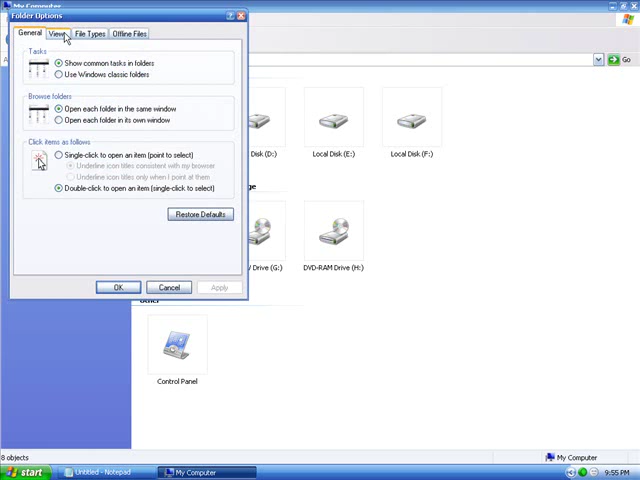 My Computer
Folder Options
General
View
File Types
Offline Files
Tasks
Show common tasks in folders
Use Windows classic folders
Browse folders
Open each folder in the same window
Open each folder in its own window
Click items as follows
Single-click to open an item (point to select)
Underline icon titles consistent with my browser
Underline icon titles only when I point at them
Double-click to open an item (single-click to select)
Restore Defaults
OK
Cancel
Apply
Go
Disk (D:)
Local Disk (E:)
Local Disk (F:)
Drive (G:)
DVD-RAM Drive (H:)
Other
Control Panel
8 objects
My Computer
start
Untitled - Notepad
My Computer
9:55 PM